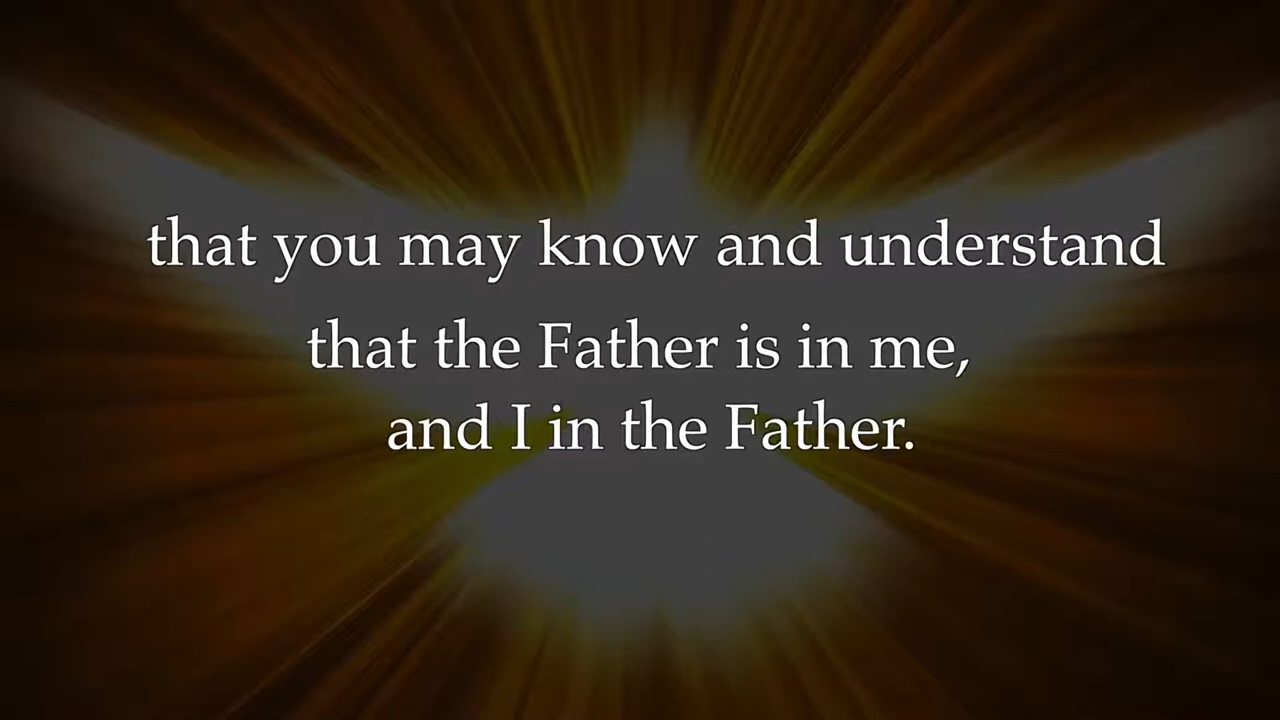 that you may know and understand
that the Father is in me,
and I in the Father.